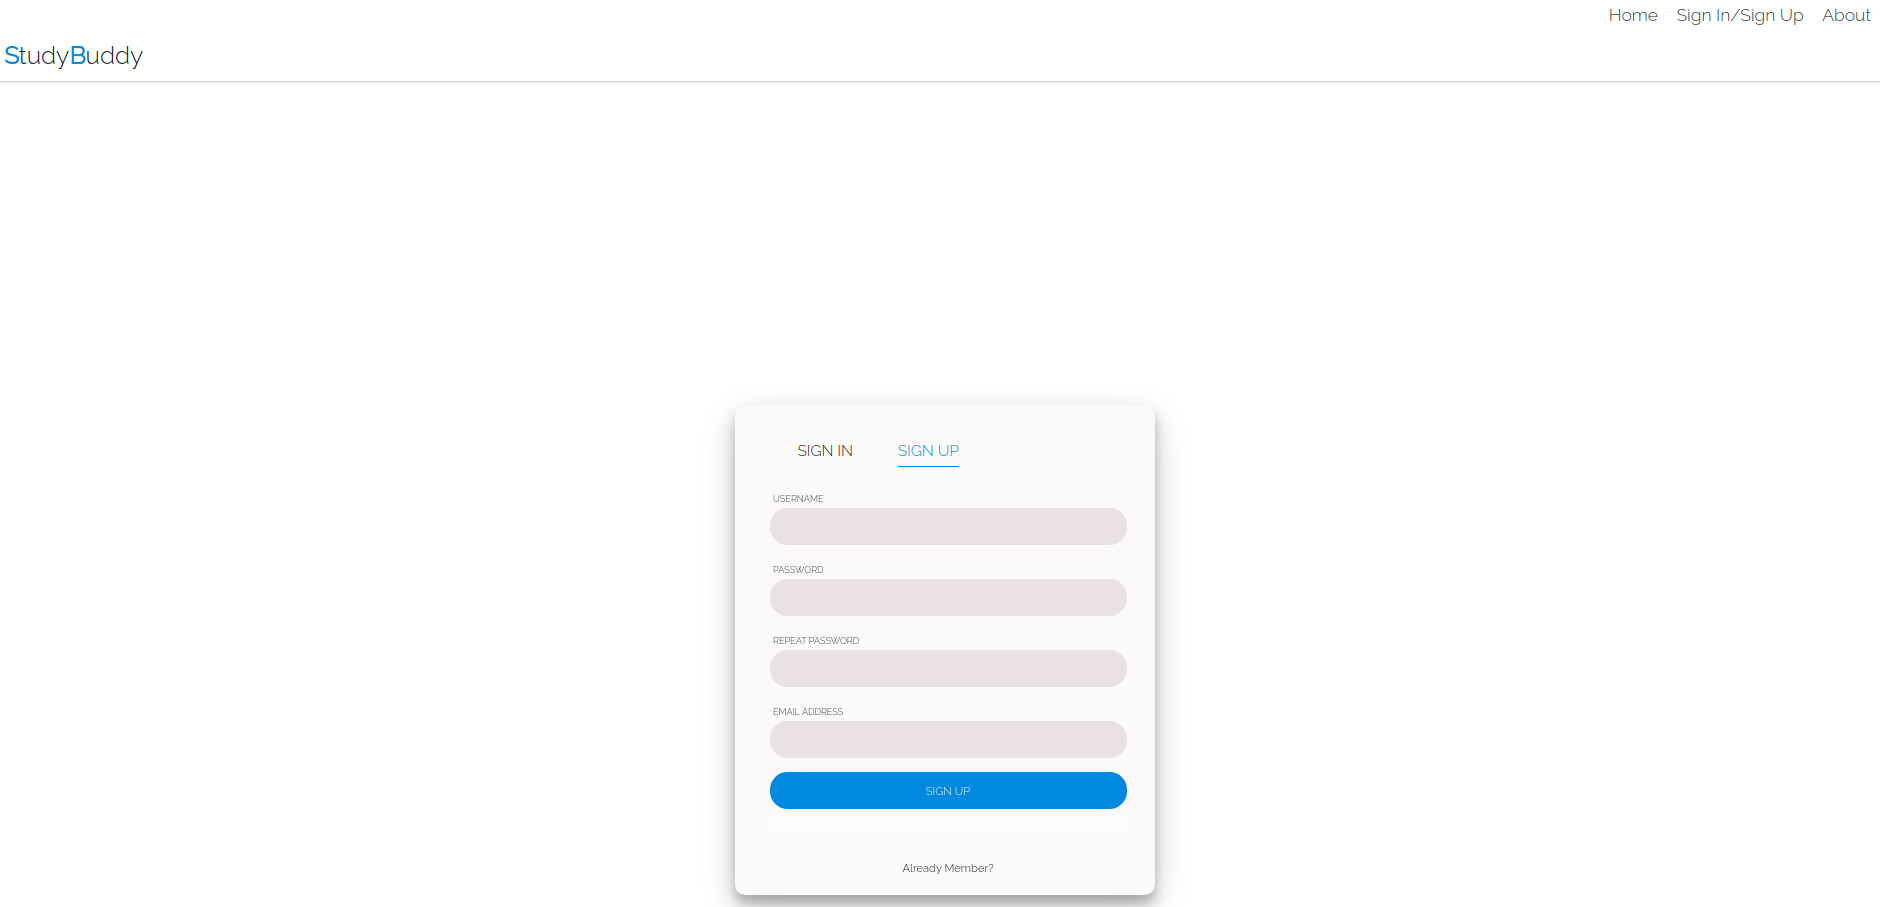 Home Sign In/Sign Up About
StudyBuddy
SIGN IN SIGN UP
USERNAME
PASSWORD
REPEAT PASSWORD
EMAIL ADDRESS
SIGN UP
Already Member?